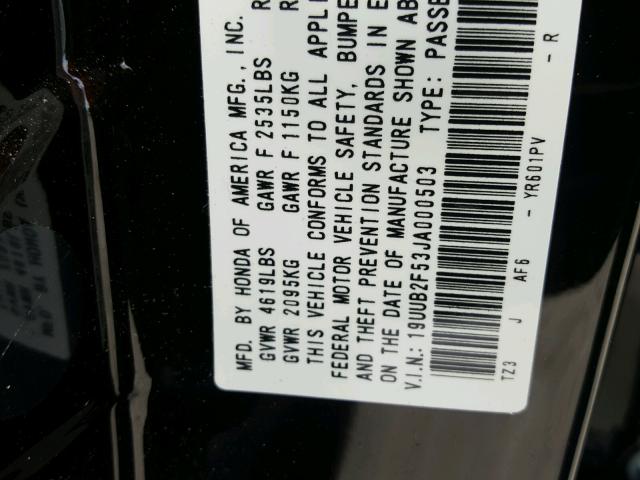 MFD. BY HONDA OF AMERICA MFG., INC.
GVWR 4619LBS GAWR F 2535LBS R
GVWR 2095KG GAWR F 1150KG R
THIS VEHICLE CONFORMS TO ALL APPLI
FEDERAL MOTOR VEHICLE SAFETY, BUMPE
AND THEFT PREVENTION STANDARDS IN E
ON THE DATE OF MANUFACTURE SHOWN AB
V.I.N.: 19UUB2F53JA000503 TYPE: PASSE
TZ3 J AF6 - YR601PV - R